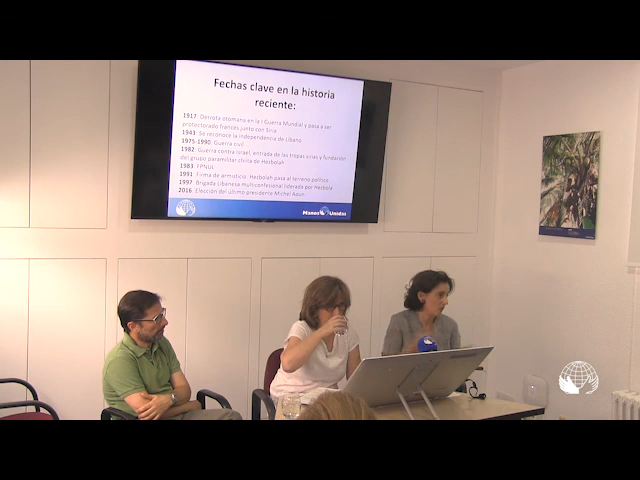 Fechas clave en la historia
reciente:
1917: Derrota otomana en la I Guerra Mundial y pasa a ser
protectorado francés junto con Siria
1943: Se reconoce la independencia de Líbano
1975-1990: Guerra civil
1982: Guerra contra Israel, entrada de las tropas sirias y fundación
del grupo paramilitar chiíta de Hezbolah
1983: FPNUL
1991: Firma de armisticio. Hezbolah pasa al terreno político
1997: Brigada Libanesa multiconfesional liderada por Hezbolá
2016: Elección del último presidente Michel Aoun
Manos Unidas